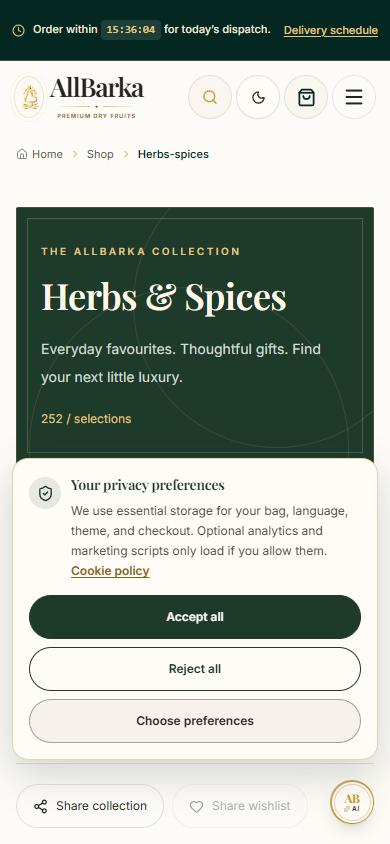 Order within 15:36:04 for today's dispatch. Delivery schedule
AllBarka
PREMIUM DRY FRUITS
Home > Shop > Herbs-spices
THE ALLBARKA COLLECTION
Herbs & Spices
Everyday favourites. Thoughtful gifts. Find
your next little luxury.
252 / selections
Your privacy preferences
We use essential storage for your bag, language,
theme, and checkout. Optional analytics and
marketing scripts only load if you allow them.
Cookie policy
Accept all
Reject all
Choose preferences
Share collection
Share wishlist
AB
AI